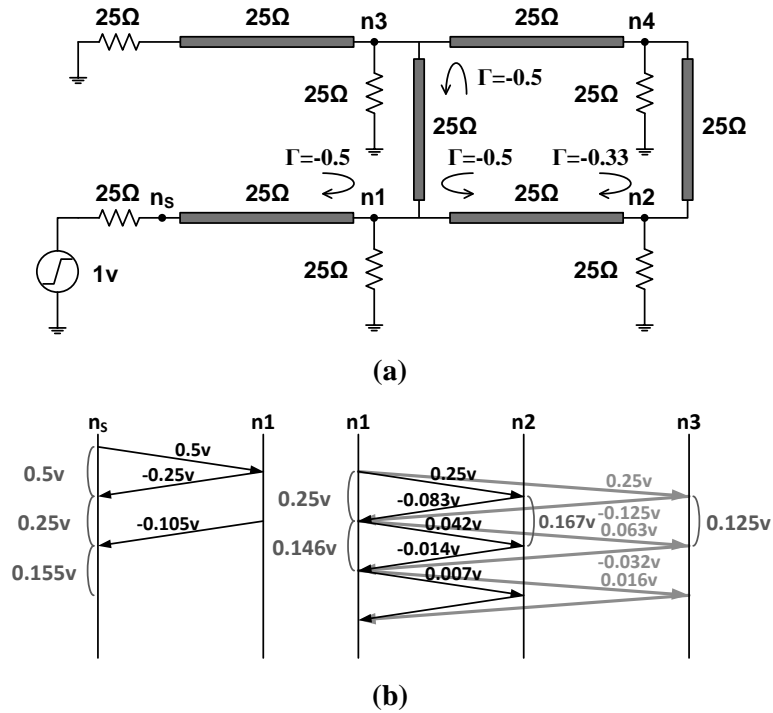 25Ω
25Ω
n3
25Ω
n4
25Ω
Γ=-0.5
25Ω
25Ω
25Ω
Γ=-0.5
Γ=-0.5
Γ=-0.33
25Ω
nS
25Ω
n1
25Ω
n2
1v
25Ω
25Ω
(a)
nS
n1
n1
n2
n3
0.5v
-0.25v
-0.105v
0.5v
0.25v
0.155v
0.25v
0.146v
0.25v
-0.083v
0.042v
-0.014v
0.007v
0.167v
0.25v
-0.125v
0.063v
-0.032v
0.016v
0.125v
(b)